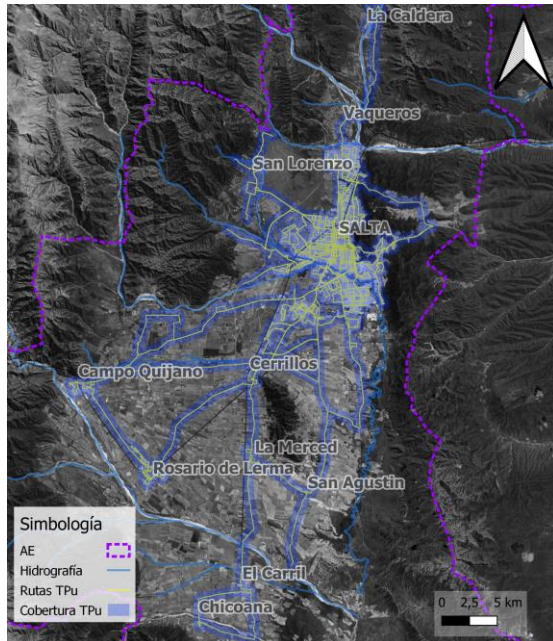 La Caldera
Vaqueros
San Lorenzo
SALTA
Campo Quijano
Cerrillos
La Merced
Rosario de Lerma
San Agustin
El Carril
Chicoana
Simbología
AE
Hidrografía
Rutas TPu
Cobertura TPu
0 2,5 5 km